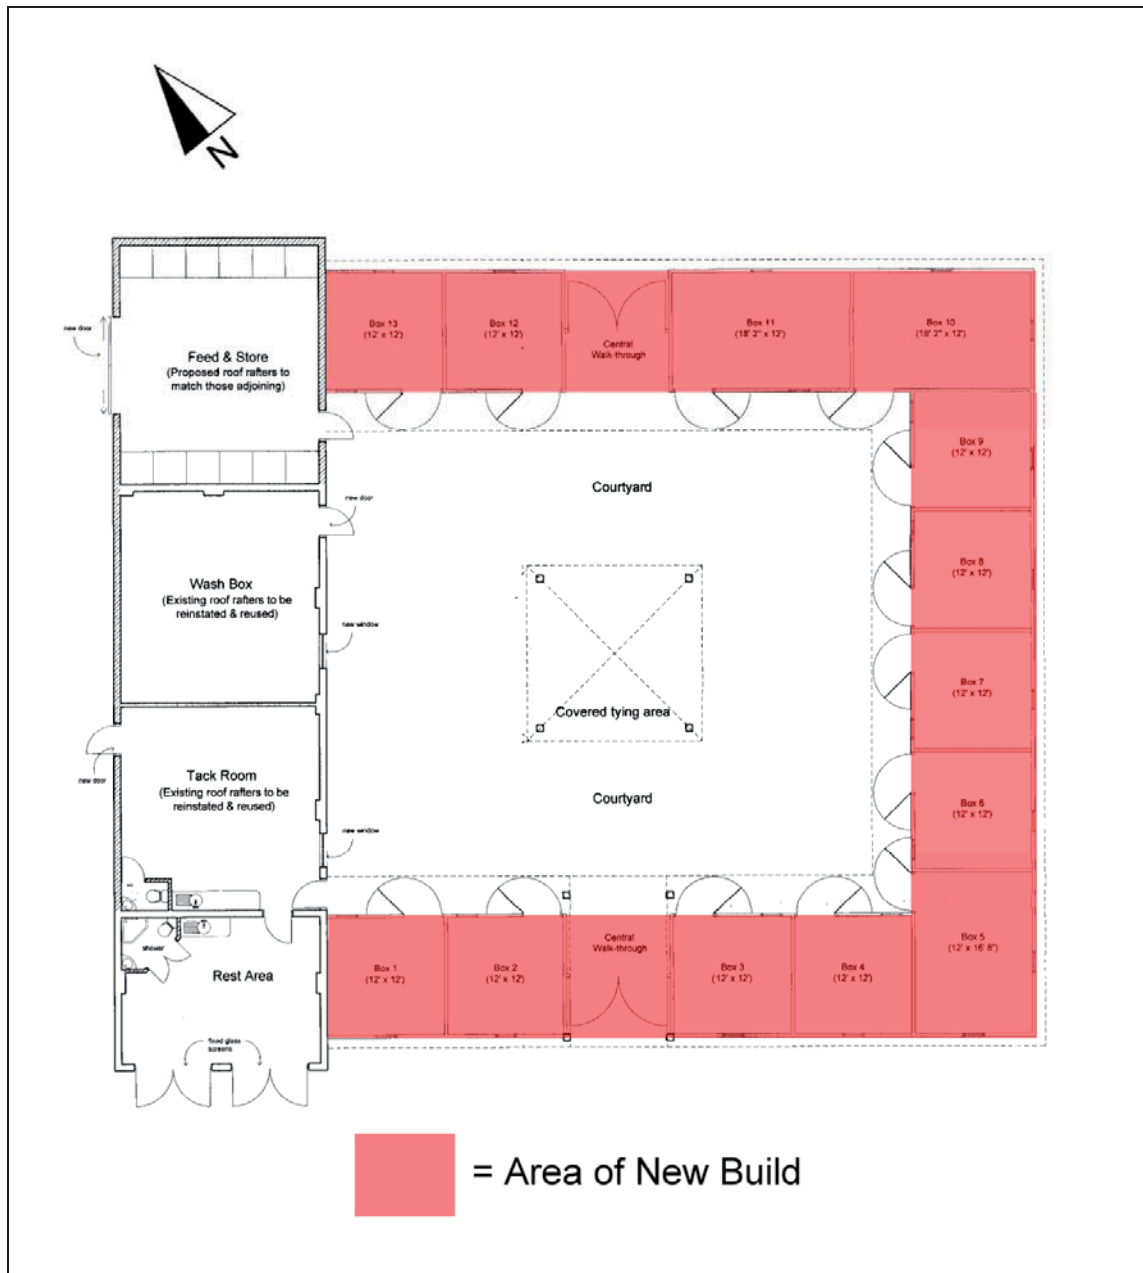 N
new door
Feed & Store
(Proposed roof rafters to
match those adjoining)
Box 13
(12' x 12')
Box 12
(12' x 12')
Central
Walk-through
Box 11
(18' 2" x 12')
Box 10
(18' 2" x 12')
Box 9
(12' x 12')
Courtyard
new door
Wash Box
(Existing roof rafters to be
reinstated & reused)
Box 8
(12' x 12')
new window
Box 7
(12' x 12')
Covered tying area
new door
Tack Room
(Existing roof rafters to be
reinstated & reused)
Courtyard
Box 6
(12' x 12')
new window
shower
Rest Area
Box 1
(12' x 12')
Box 2
(12' x 12')
Central
Walk-through
Box 3
(12' x 12')
Box 4
(12' x 12')
Box 5
(12' x 16' 8")
fixed glass
screens
= Area of New Build